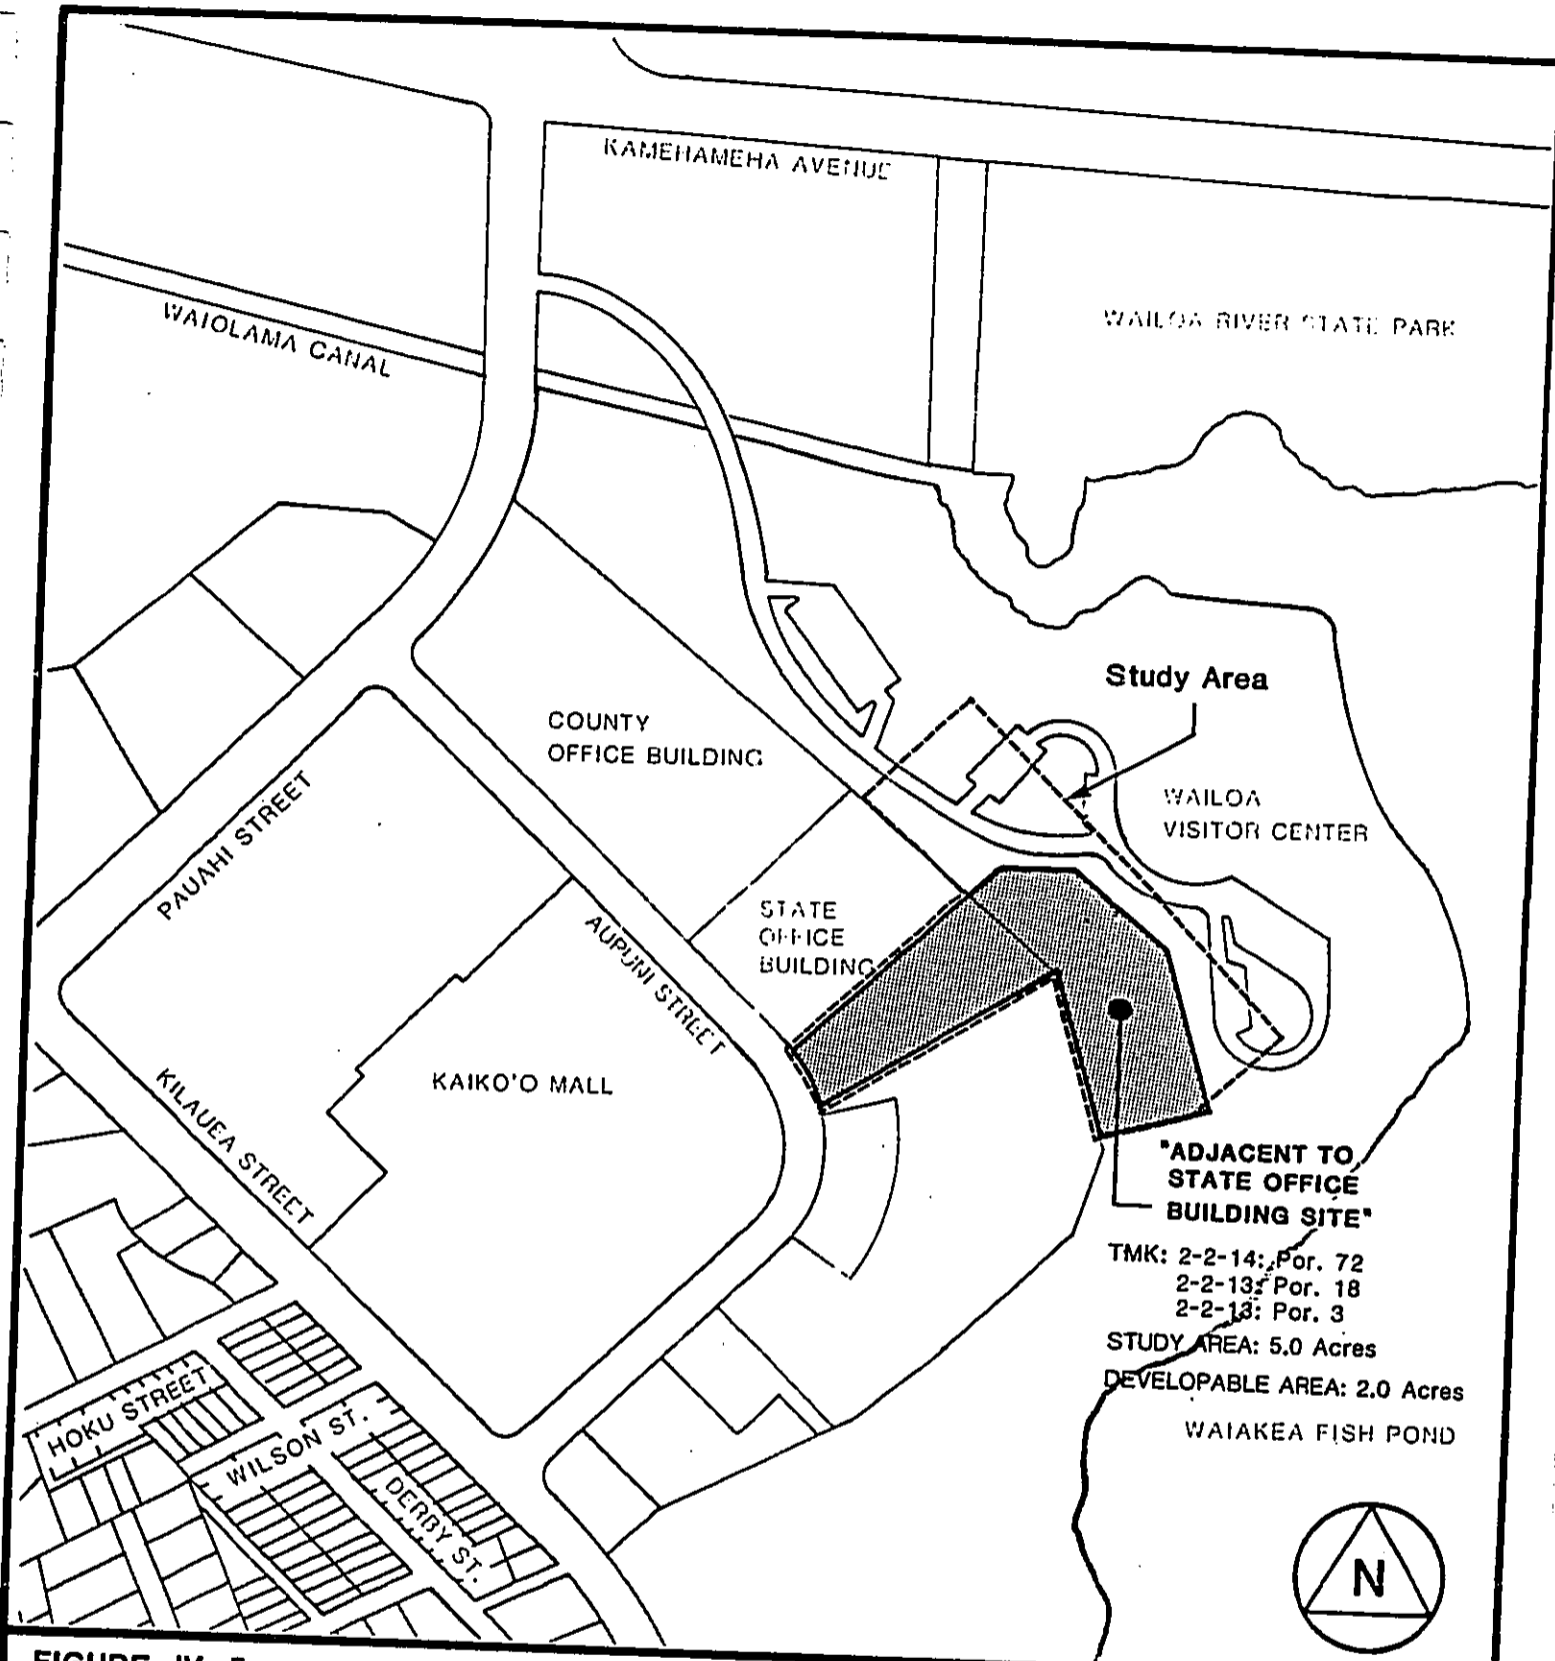 KAMEHAMEHA AVENUE
WAILOA RIVER STATE PARK
WAIOLAMA CANAL
Study Area
COUNTY
OFFICE BUILDING
WAILOA
VISITOR CENTER
PAUAHI STREET
STATE
OFFICE
BUILDING
AUPUNI STREET
KAIKO'O MALL
KILAUEA STREET
"ADJACENT TO
STATE OFFICE
BUILDING SITE"
TMK: 2-2-14: Por. 72
2-2-13: Por. 18
2-2-13: Por. 3
STUDY AREA: 5.0 Acres
DEVELOPABLE AREA: 2.0 Acres
WAIAKEA FISH POND
HOKU STREET
WILSON ST.
DERBY ST.
N
FIGURE